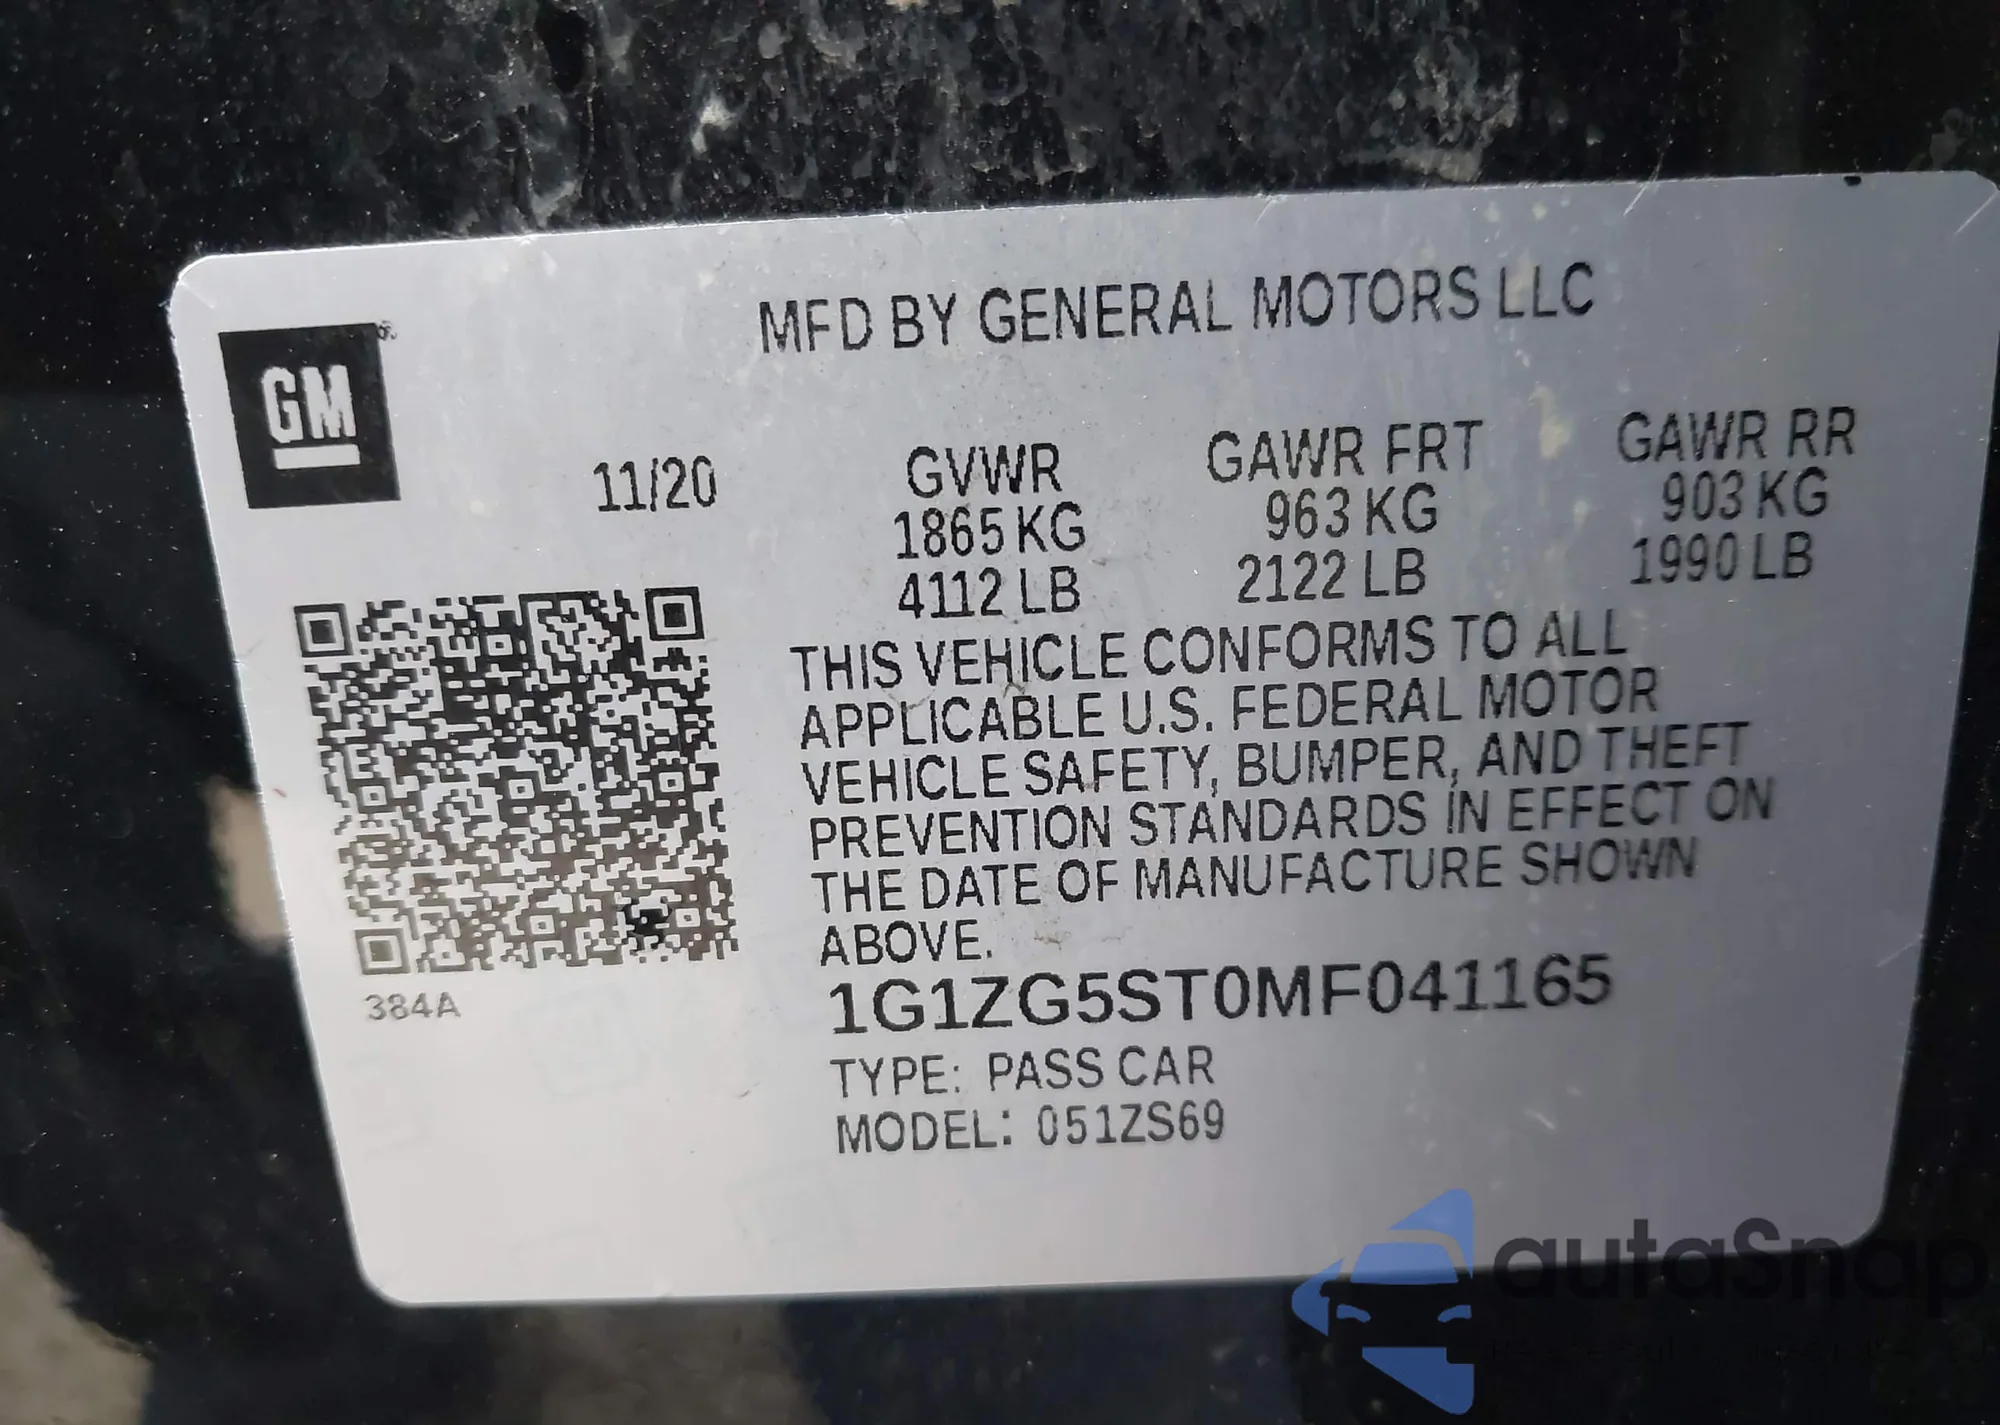 MFD BY GENERAL MOTORS LLC
GM
11/20
GVWR GAWR FRT GAWR RR
1865 KG 963 KG 903 KG
4112 LB 2122 LB 1990 LB
THIS VEHICLE CONFORMS TO ALL
APPLICABLE U.S. FEDERAL MOTOR
VEHICLE SAFETY, BUMPER, AND THEFT
PREVENTION STANDARDS IN EFFECT ON
THE DATE OF MANUFACTURE SHOWN
ABOVE.
384A
1G1ZG5ST0MF041165
TYPE: PASS CAR
MODEL: 051ZS69
autaSnap